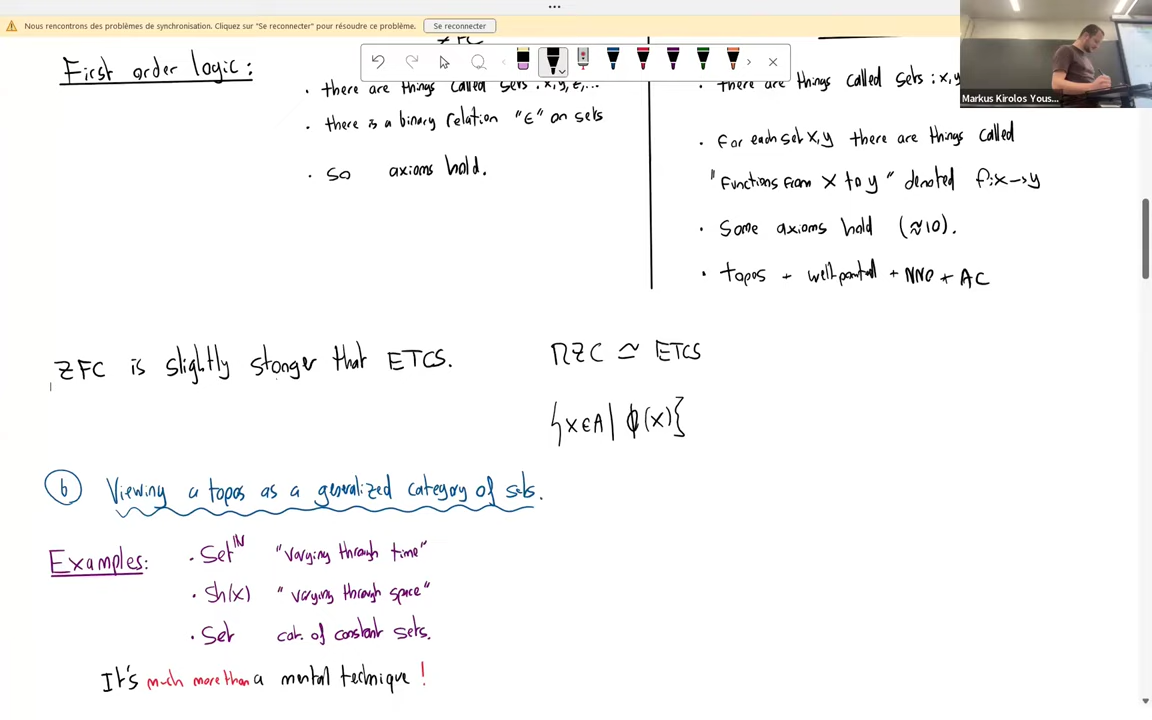 Nous rencontrons des problèmes de synchronisation. Cliquez sur "Se reconnecter" pour résoudre ce problème.
Se reconnecter
Markus Kirolos Yous...
First order logic:
· there are things called sets : x, y, z, ...
· there is a binary relation "∈" on sets
· So axioms hold.
· there are things called sets : x, y
· For each set x, y there are things called
"functions from x to y" denoted f: x → y
· Some axioms hold (≈10).
· topos + well-pointed + NNO + AC
ZFC is slightly stonger that ETCS.
BZC ≃ ETCS
{x ∈ A | ϕ(x)}
6 Viewing a topos as a generalized category of sets.
Examples:
· Set^ℕ "varying through time"
· Sh(x) "varying through space"
· Set cat. of constant sets.
It's much more than a mental technique !